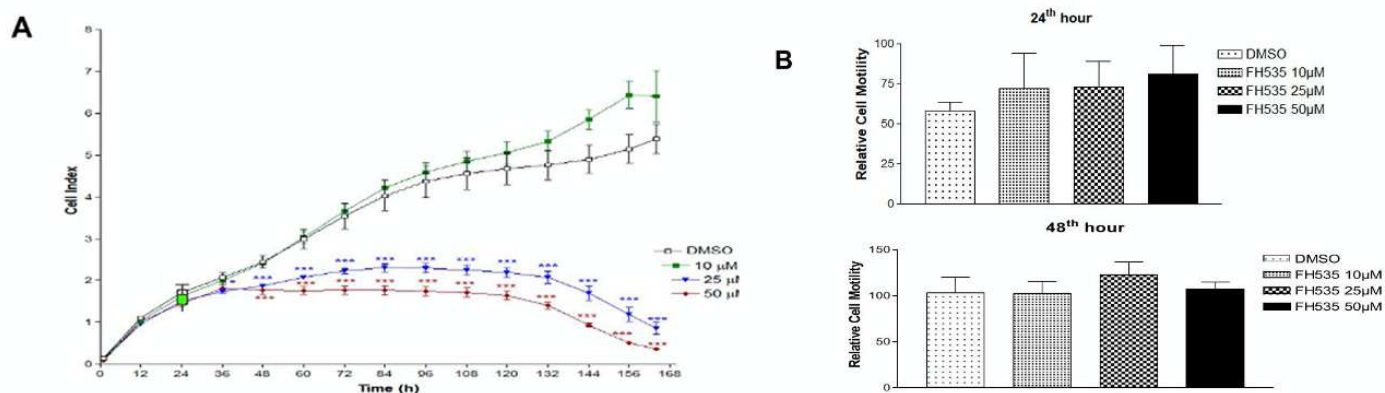 A
Cell Index
8
7
6
5
4
3
2
1
0
0 12 24 36 48 60 72 84 96 108 120 132 144 156 168
Time (h)
DMSO
10 µM
25 µl
50 µl
*** *** *** *** *** *** *** *** *** *** ***
*** *** *** *** *** *** *** *** *** *** ***
B
24th hour
Relative Cell Motility
100
75
50
25
0
DMSO
FH535 10µM
FH535 25µM
FH535 50µM
48th hour
Relative Cell Motility
150
100
50
0
DMSO
FH535 10µM
FH535 25µM
FH535 50µM